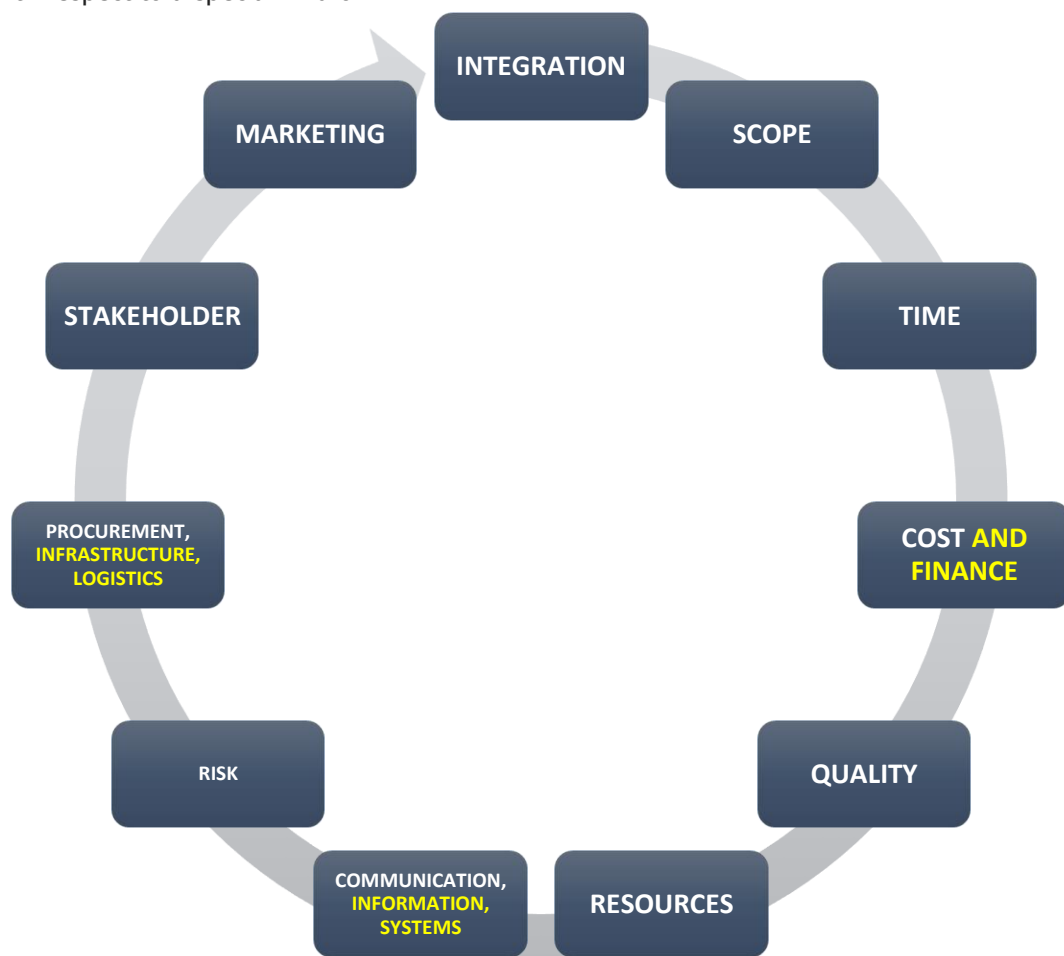 INTEGRATION
SCOPE
TIME
COST AND
FINANCE
QUALITY
RESOURCES
COMMUNICATION,
INFORMATION,
SYSTEMS
RISK
PROCUREMENT,
INFRASTRUCTURE,
LOGISTICS
STAKEHOLDER
MARKETING